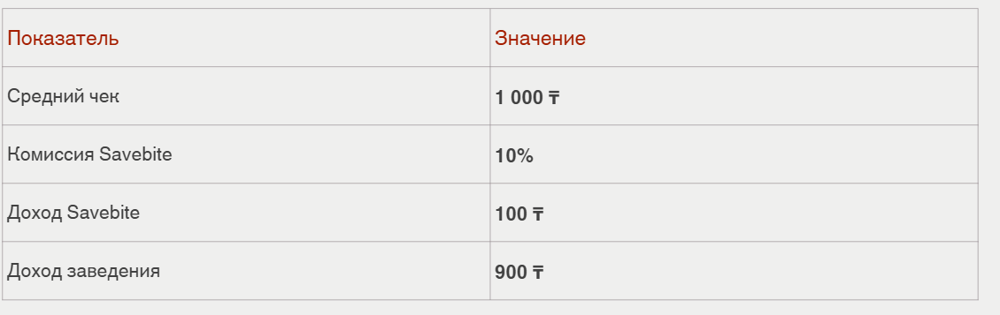 Показатель Значение
Средний чек 1 000 ₸
Комиссия Savebite 10%
Доход Savebite 100 ₸
Доход заведения 900 ₸